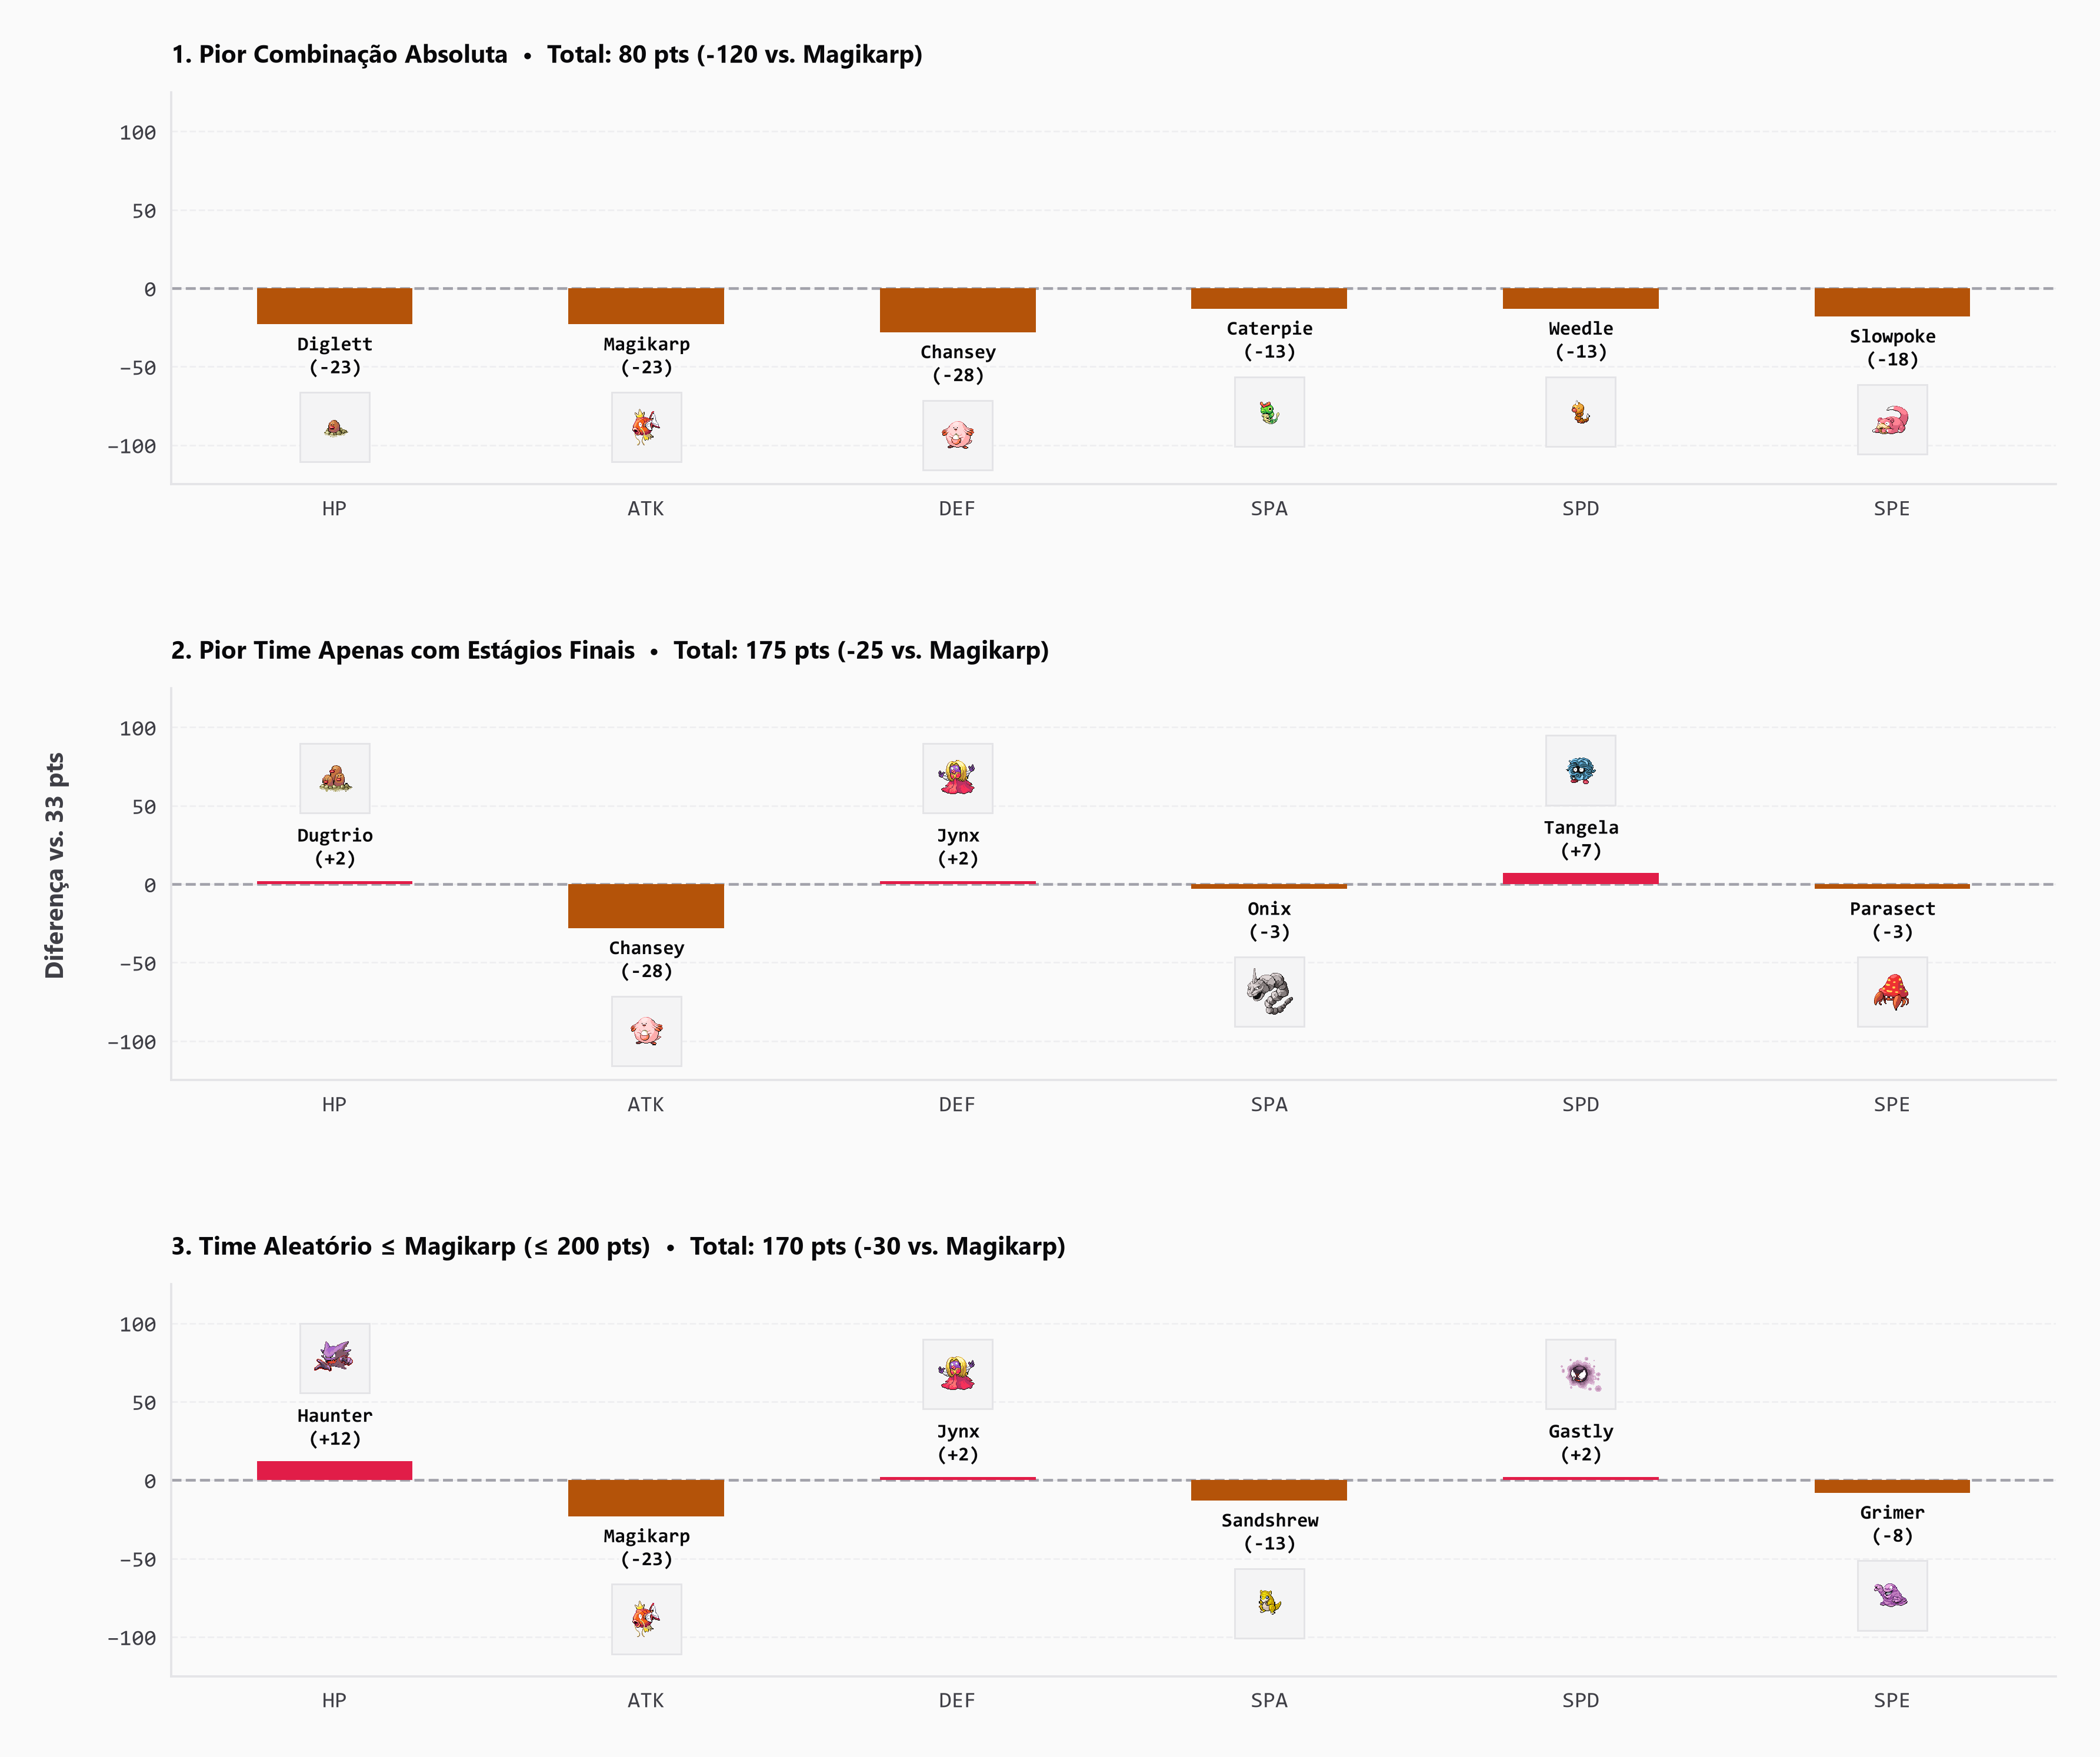 1. Pior Combinação Absoluta • Total: 80 pts (-120 vs. Magikarp)
100
50
0
−50
−100
Diglett
(-23)
Magikarp
(-23)
Chansey
(-28)
Caterpie
(-13)
Weedle
(-13)
Slowpoke
(-18)
HP
ATK
DEF
SPA
SPD
SPE
2. Pior Time Apenas com Estágios Finais • Total: 175 pts (-25 vs. Magikarp)
Diferença vs. 33 pts
100
50
0
−50
−100
Dugtrio
(+2)
Chansey
(-28)
Jynx
(+2)
Onix
(-3)
Tangela
(+7)
Parasect
(-3)
HP
ATK
DEF
SPA
SPD
SPE
3. Time Aleatório ≤ Magikarp (≤ 200 pts) • Total: 170 pts (-30 vs. Magikarp)
100
50
0
−50
−100
Haunter
(+12)
Magikarp
(-23)
Jynx
(+2)
Sandshrew
(-13)
Gastly
(+2)
Grimer
(-8)
HP
ATK
DEF
SPA
SPD
SPE